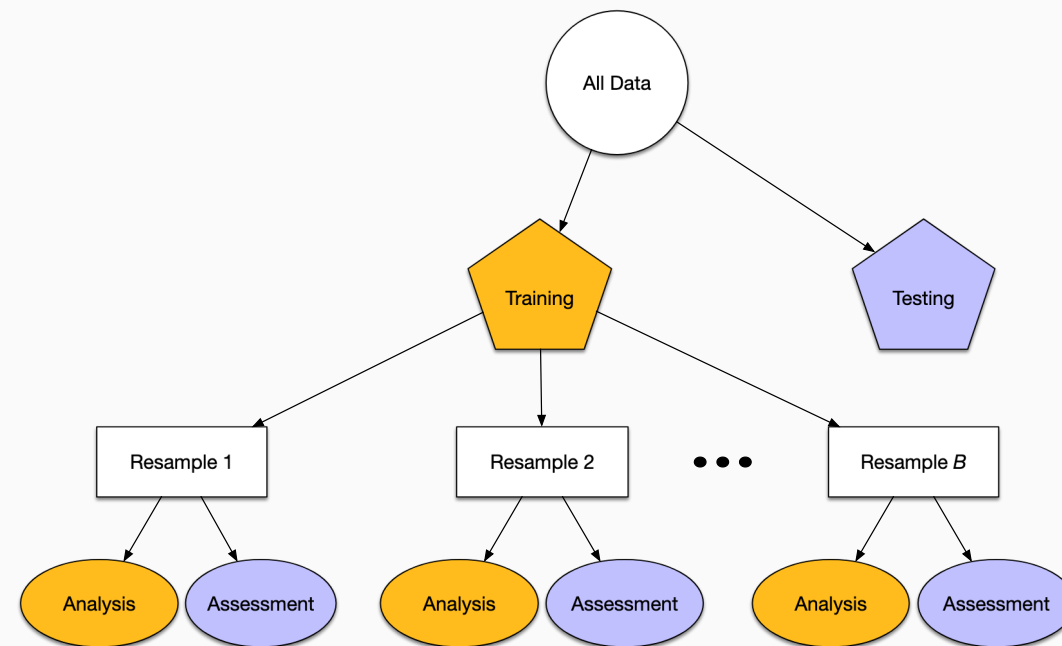 All Data
Training
Testing
Resample 1
Resample 2
Resample B
Analysis
Assessment
Analysis
Assessment
Analysis
Assessment